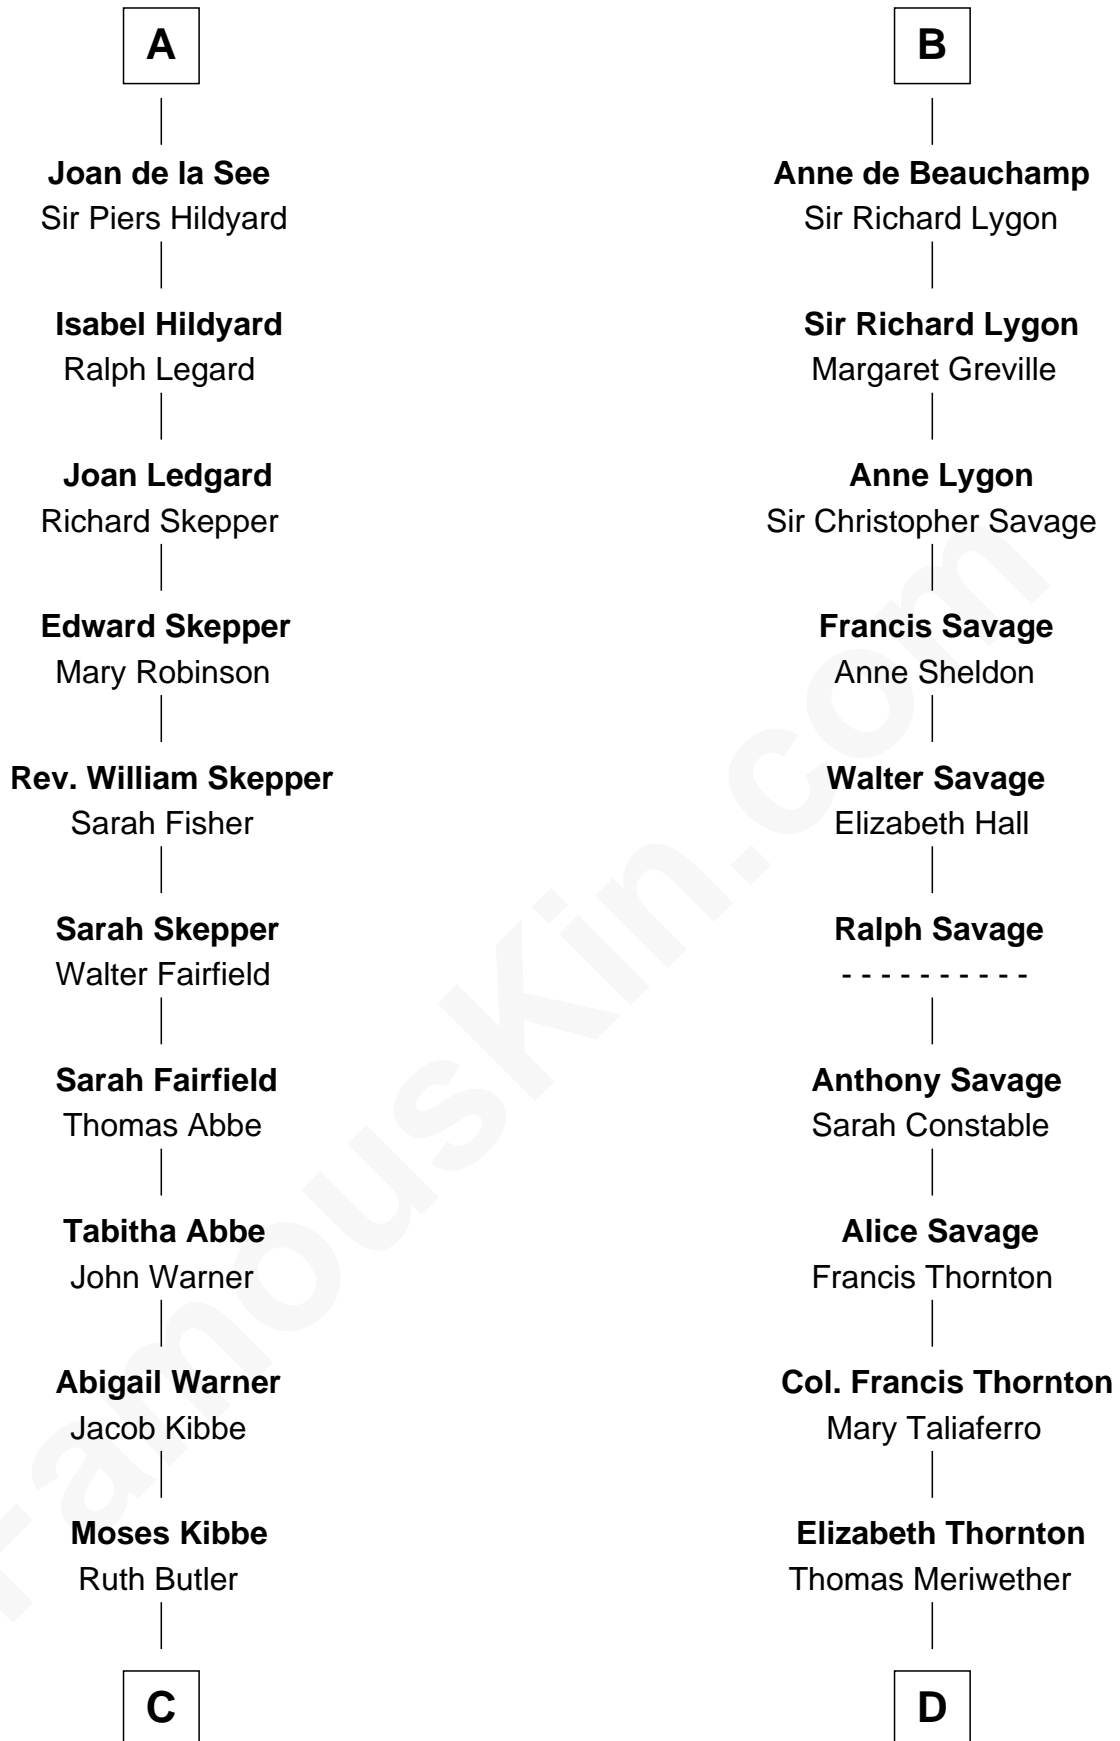 A
Joan de la See
Sir Piers Hildyard
Isabel Hildyard
Ralph Legard
Joan Ledgard
Richard Skepper
Edward Skepper
Mary Robinson
Rev. William Skepper
Sarah Fisher
Sarah Skepper
Walter Fairfield
Sarah Fairfield
Thomas Abbe
Tabitha Abbe
John Warner
Abigail Warner
Jacob Kibbe
Moses Kibbe
Ruth Butler
C
B
Anne de Beauchamp
Sir Richard Lygon
Sir Richard Lygon
Margaret Greville
Anne Lygon
Sir Christopher Savage
Francis Savage
Anne Sheldon
Walter Savage
Elizabeth Hall
Ralph Savage
- - - - - - - - - -
Anthony Savage
Sarah Constable
Alice Savage
Francis Thornton
Col. Francis Thornton
Mary Taliaferro
Elizabeth Thornton
Thomas Meriwether
D
FamousKin.com